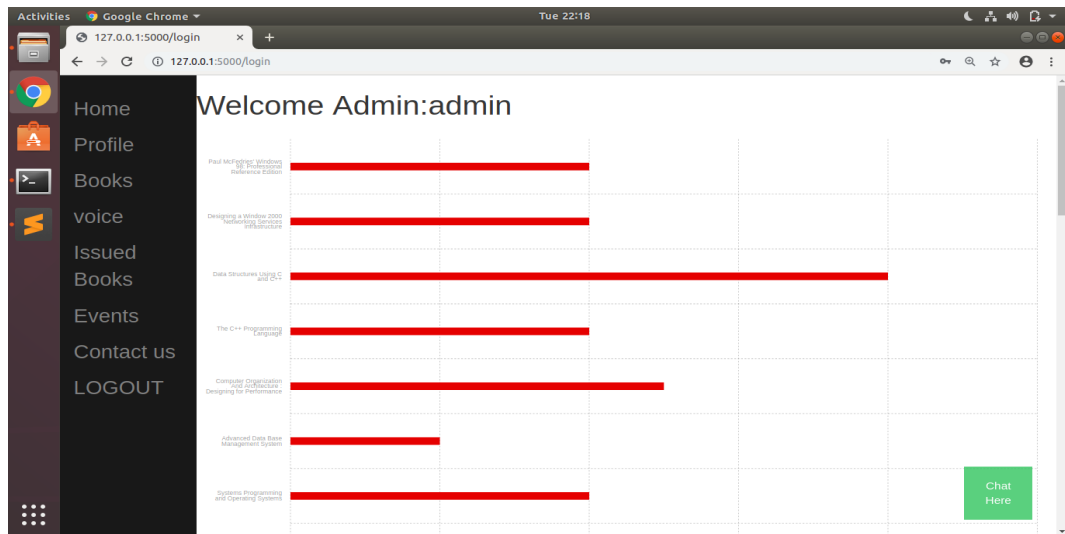 Activities
Google Chrome
Tue 22:18
127.0.0.1:5000/login
127.0.0.1:5000/login
Home
Profile
Books
voice
Issued
Books
Events
Contact us
LOGOUT
Welcome Admin:admin
Paul McFedries' Windows
98: Professional
Reference Edition
Designing a Window 2000
Networking Services
Infrastructure
Data Structures Using C
and C++
The C++ Programming
Language
Computer Organization
And Architecture :
Designing for Performance
Advanced Data Base
Management System
Systems Programming
and Operating Systems
Chat
Here